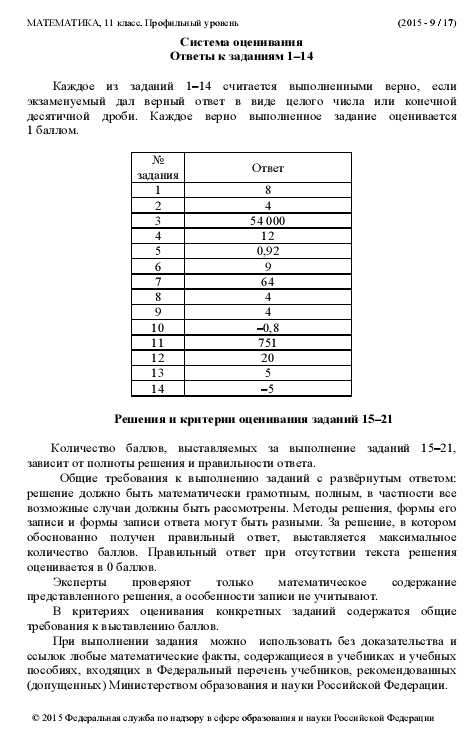 МАТЕМАТИКА, 11 класс. Профильный уровень (2015 - 9 / 17)
Система оценивания
Ответы к заданиям 1–14
Каждое из заданий 1–14 считается выполненными верно, если
экзаменуемый дал верный ответ в виде целого числа или конечной
десятичной дроби. Каждое верно выполненное задание оценивается
1 баллом.
№
задания
Ответ
1 8
2 4
3 54 000
4 12
5 0,92
6 9
7 64
8 4
9 4
10 –0,8
11 751
12 20
13 5
14 –5
Решения и критерии оценивания заданий 15–21
Количество баллов, выставляемых за выполнение заданий 15–21,
зависит от полноты решения и правильности ответа.
Общие требования к выполнению заданий с развёрнутым ответом:
решение должно быть математически грамотным, полным, в частности все
возможные случаи должны быть рассмотрены. Методы решения, формы его
записи и формы записи ответа могут быть разными. За решение, в котором
обоснованно получен правильный ответ, выставляется максимальное
количество баллов. Правильный ответ при отсутствии текста решения
оценивается в 0 баллов.
Эксперты проверяют только математическое содержание
представленного решения, а особенности записи не учитывают.
В критериях оценивания конкретных заданий содержатся общие
требования к выставлению баллов.
При выполнении задания можно использовать без доказательства и
ссылок любые математические факты, содержащиеся в учебниках и учебных
пособиях, входящих в Федеральный перечень учебников, рекомендованных
(допущенных) Министерством образования и науки Российской Федерации.
© 2015 Федеральная служба по надзору в сфере образования и науки Российской Федерации